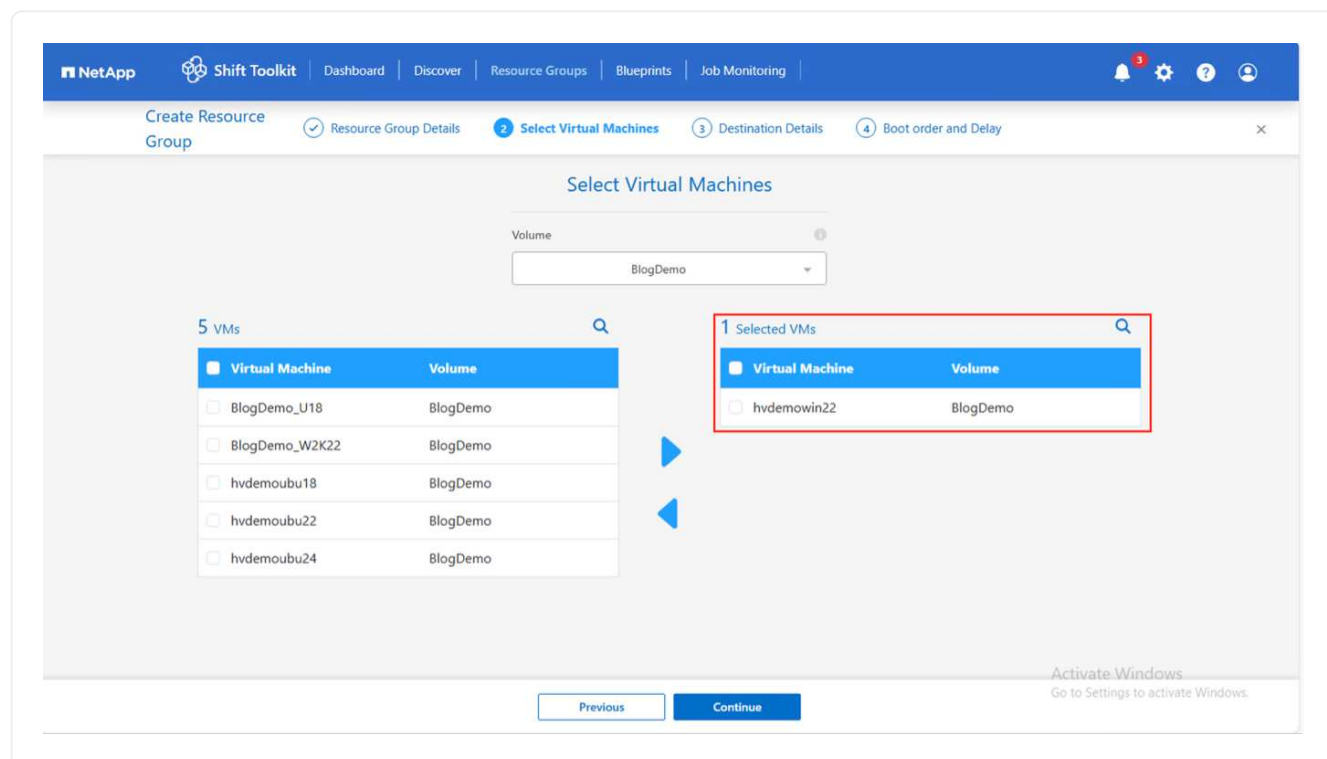 NetApp
Shift Toolkit
Dashboard
Discover
Resource Groups
Blueprints
Job Monitoring
3
?
Create Resource
Group
Resource Group Details
2 Select Virtual Machines
3 Destination Details
4 Boot order and Delay
×
Select Virtual Machines
Volume
BlogDemo
5 VMs
Virtual Machine Volume
BlogDemo_U18 BlogDemo
BlogDemo_W2K22 BlogDemo
hvdemoubu18 BlogDemo
hvdemoubu22 BlogDemo
hvdemoubu24 BlogDemo
1 Selected VMs
Virtual Machine Volume
hvdemowin22 BlogDemo
Previous
Continue
Activate Windows
Go to Settings to activate Windows.